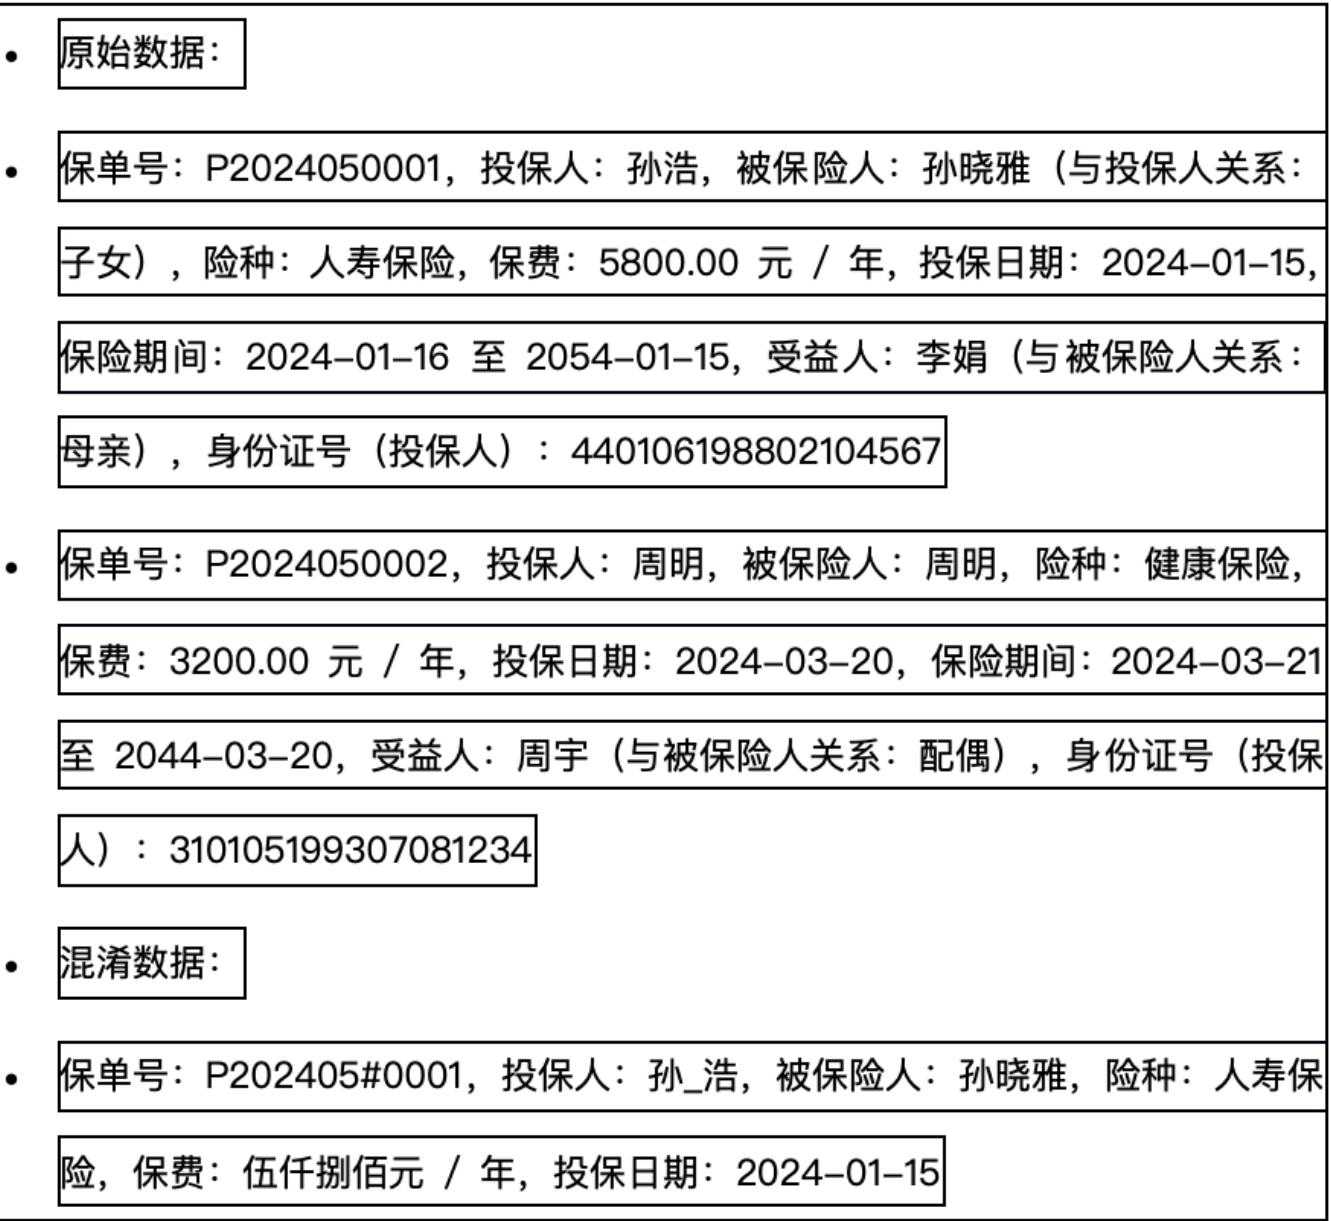 原始数据：
保单号：P2024050001，投保人：孙浩，被保险人：孙晓雅（与投保人关系：
子女），险种：人寿保险，保费：5800.00 元 / 年，投保日期：2024-01-15，
保险期间：2024-01-16 至 2054-01-15，受益人：李娟（与被保险人关系：
母亲），身份证号（投保人）：440106198802104567
保单号：P2024050002，投保人：周明，被保险人：周明，险种：健康保险，
保费：3200.00 元 / 年，投保日期：2024-03-20，保险期间：2024-03-21
至 2044-03-20，受益人：周宇（与被保险人关系：配偶），身份证号（投保
人）：310105199307081234
混淆数据：
保单号：P202405#0001，投保人：孙_浩，被保险人：孙晓雅，险种：人寿保
险，保费：伍仟捌佰元 / 年，投保日期：2024-01-15